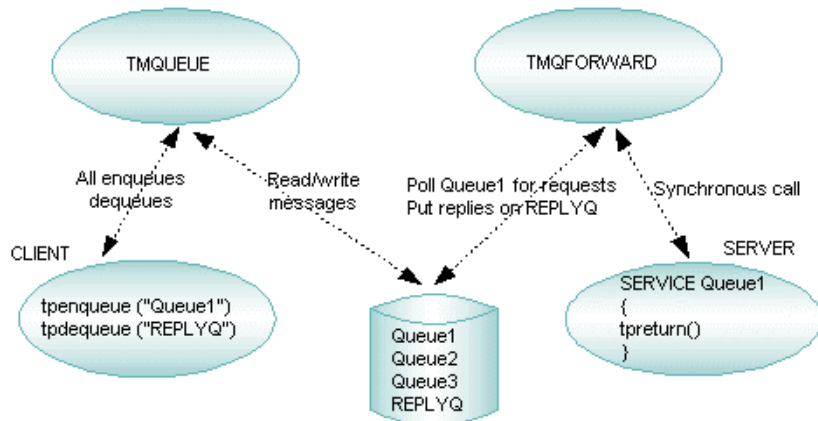 TMQUEUE
TMQFORWARD
All enqueues
dequeues
Read/write
messages
Poll Queue1 for requests
Put replies on REPLYQ
Synchronous call
CLIENT
tpenqueue ("Queue1")
tpdequeue ("REPLYQ")
Queue1
Queue2
Queue3
REPLYQ
SERVER
SERVICE Queue1
{
tpreturn()
}